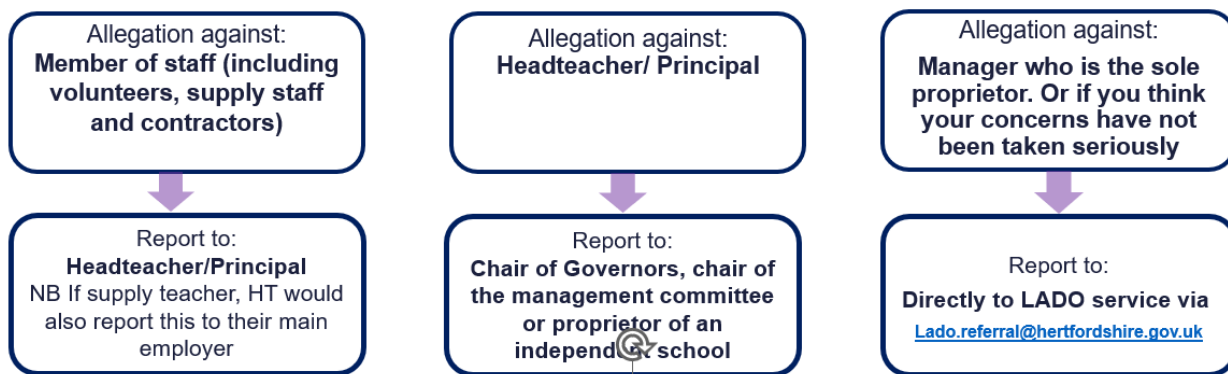 Allegation against:
Member of staff (including
volunteers, supply staff
and contractors)
Report to:
Headteacher/Principal
NB If supply teacher, HT would
also report this to their main
employer
Allegation against:
Headteacher/ Principal
Report to:
Chair of Governors, chair of
the management committee
or proprietor of an
independent school
Allegation against:
Manager who is the sole
proprietor. Or if you think
your concerns have not
been taken seriously
Report to:
Directly to LADO service via
Lado.referral@hertfordshire.gov.uk